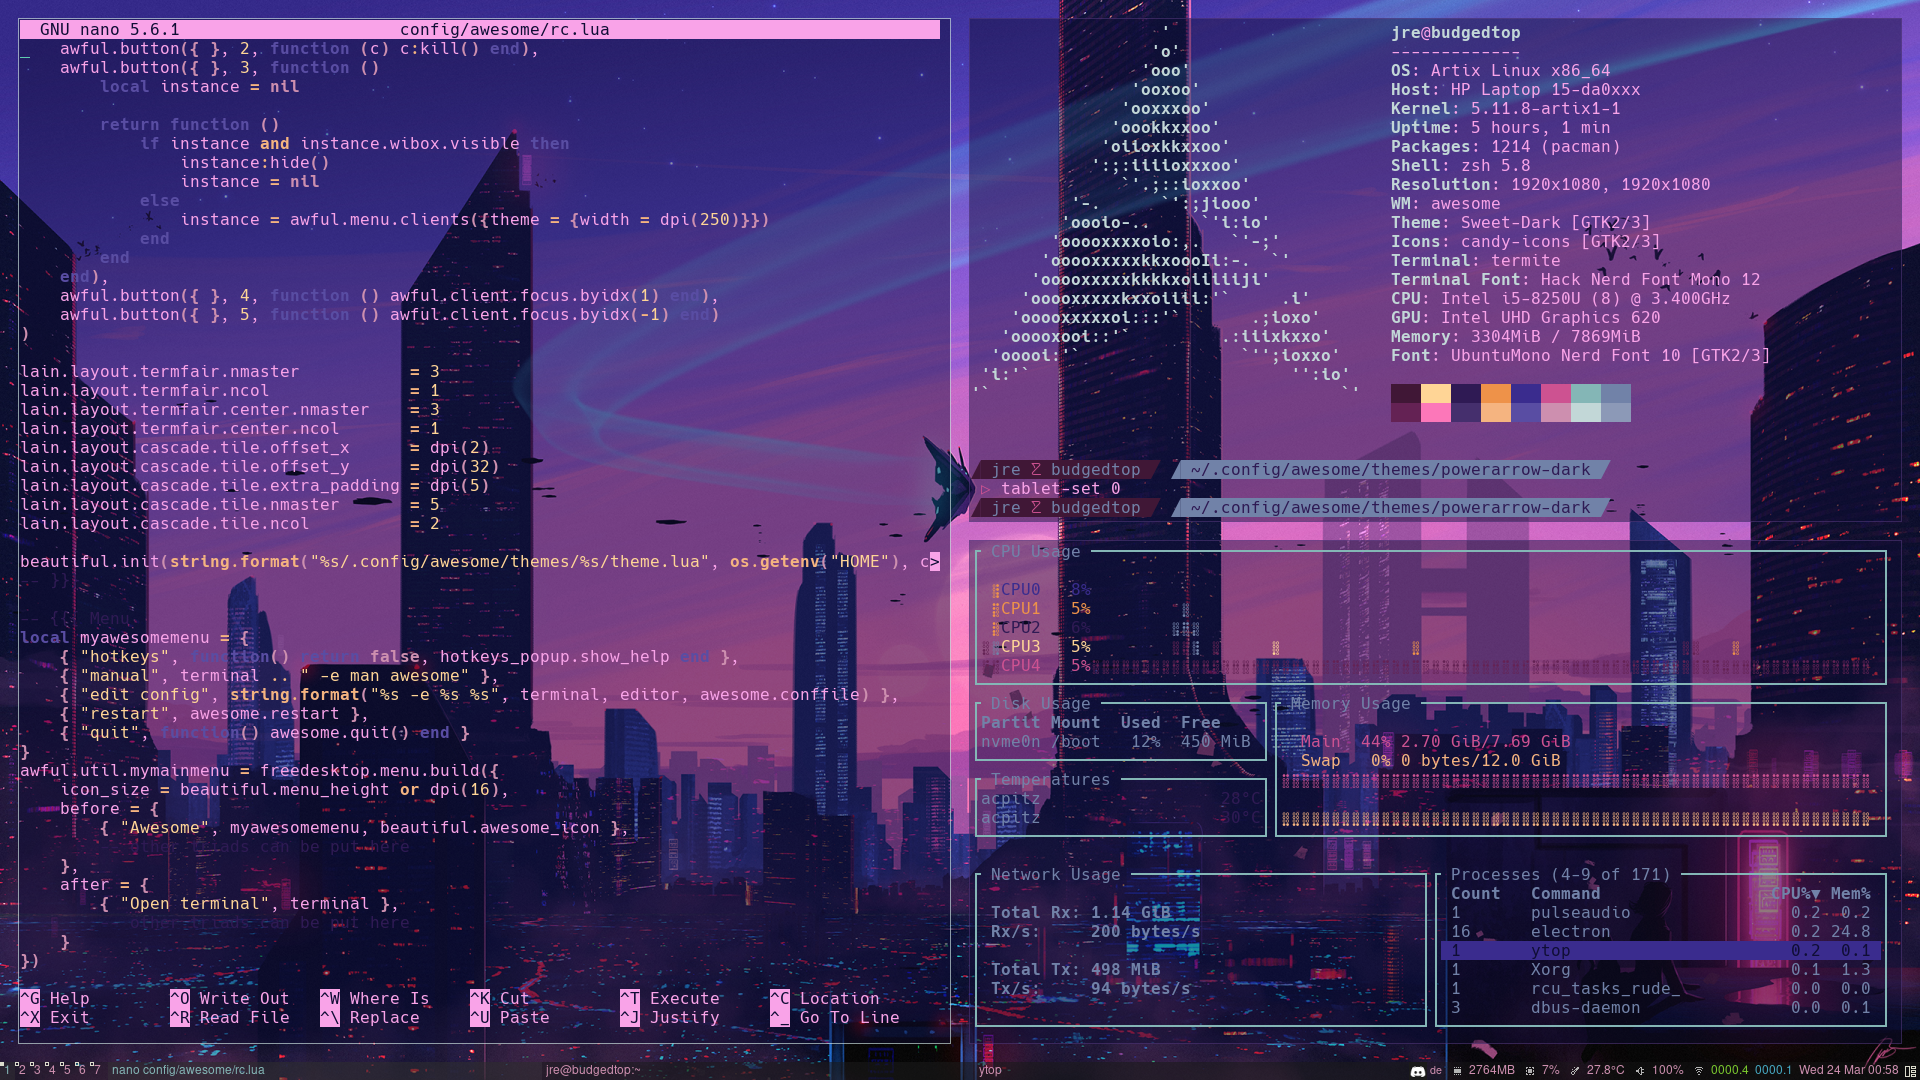 GNU nano 5.6.1 config/awesome/rc.lua
awful.button({ }, 2, function (c) c:kill() end),
awful.button({ }, 3, function ()
local instance = nil
return function ()
if instance and instance.wibox.visible then
instance:hide()
instance = nil
else
instance = awful.menu.clients({theme = {width = dpi(250)}})
end
end
end),
awful.button({ }, 4, function () awful.client.focus.byidx(1) end),
awful.button({ }, 5, function () awful.client.focus.byidx(-1) end)
)
lain.layout.termfair.nmaster = 3
lain.layout.termfair.ncol = 1
lain.layout.termfair.center.nmaster = 3
lain.layout.termfair.center.ncol = 1
lain.layout.cascade.tile.offset_x = dpi(2)
lain.layout.cascade.tile.offset_y = dpi(32)
lain.layout.cascade.tile.extra_padding = dpi(5)
lain.layout.cascade.tile.nmaster = 5
lain.layout.cascade.tile.ncol = 2
beautiful.init(string.format("%s/.config/awesome/themes/%s/theme.lua", os.getenv("HOME"), c>
-- }}}
-- {{{ Menu
local myawesomemenu = {
{ "hotkeys", function() return false, hotkeys_popup.show_help end },
{ "manual", terminal .. " -e man awesome" },
{ "edit config", string.format("%s -e %s %s", terminal, editor, awesome.conffile) },
{ "restart", awesome.restart },
{ "quit", function() awesome.quit() end }
}
awful.util.mymainmenu = freedesktop.menu.build({
icon_size = beautiful.menu_height or dpi(16),
before = {
{ "Awesome", myawesomemenu, beautiful.awesome_icon },
-- other triads can be put here
},
after = {
{ "Open terminal", terminal },
-- other triads can be put here
}
})
^G Help ^O Write Out ^W Where Is ^K Cut ^T Execute ^C Location
^X Exit ^R Read File ^\ Replace ^U Paste ^J Justify ^_ Go To Line
'
'o'
'ooo'
'ooxoo'
'ooxxxoo'
'oookkxxoo'
'oiioxkkxxoo'
':;:iiiioxxxoo'
`'.;::ioxxoo'
'-. `':;jiooo'
'oooio-.. `'i:io'
'ooooxxxxoio:,. `'-;'
'ooooxxxxxkkxoooIi:-. `'
'ooooxxxxxkkkkxoiiiiiji'
'ooooxxxxxkxxoiiii:'` .i'
'ooooxxxxxoi:::'` .;ioxo'
'ooooxooi::'` .:iiixkxxo'
'ooooi:'` `'';ioxxo'
'i:'` '':io'
'` `'
jre@budgedtop
-------------
OS: Artix Linux x86_64
Host: HP Laptop 15-da0xxx
Kernel: 5.11.8-artix1-1
Uptime: 5 hours, 1 min
Packages: 1214 (pacman)
Shell: zsh 5.8
Resolution: 1920x1080, 1920x1080
WM: awesome
Theme: Sweet-Dark [GTK2/3]
Icons: candy-icons [GTK2/3]
Terminal: termite
Terminal Font: Hack Nerd Font Mono 12
CPU: Intel i5-8250U (8) @ 3.400GHz
GPU: Intel UHD Graphics 620
Memory: 3304MiB / 7869MiB
Font: UbuntuMono Nerd Font 10 [GTK2/3]
jre Σ budgedtop ~/.config/awesome/themes/powerarrow-dark
▷ tablet-set 0
jre Σ budgedtop ~/.config/awesome/themes/powerarrow-dark
CPU Usage
CPU0 8%
CPU1 5%
CPU2 6%
CPU3 5%
CPU4 5%
Disk Usage
Partit Mount Used Free
nvme0n /boot 12% 450 MiB
Temperatures
acpitz 28°C
acpitz 30°C
Memory Usage
Main 44% 2.70 GiB/7.69 GiB
Swap 0% 0 bytes/12.0 GiB
Network Usage
Total Rx: 1.14 GiB
Rx/s: 200 bytes/s
Total Tx: 498 MiB
Tx/s: 94 bytes/s
Processes (4-9 of 171)
Count Command CPU%▼ Mem%
1 pulseaudio 0.2 0.2
16 electron 0.2 24.8
1 ytop 0.2 0.1
1 Xorg 0.1 1.3
1 rcu_tasks_rude_ 0.0 0.0
3 dbus-daemon 0.0 0.1
1 2 3 4 5 6 7 nano config/awesome/rc.lua jre@budgedtop:~ ytop de 2764MB 7% 27.8°C 100% 0000.4 0000.1 Wed 24 Mar 00:58